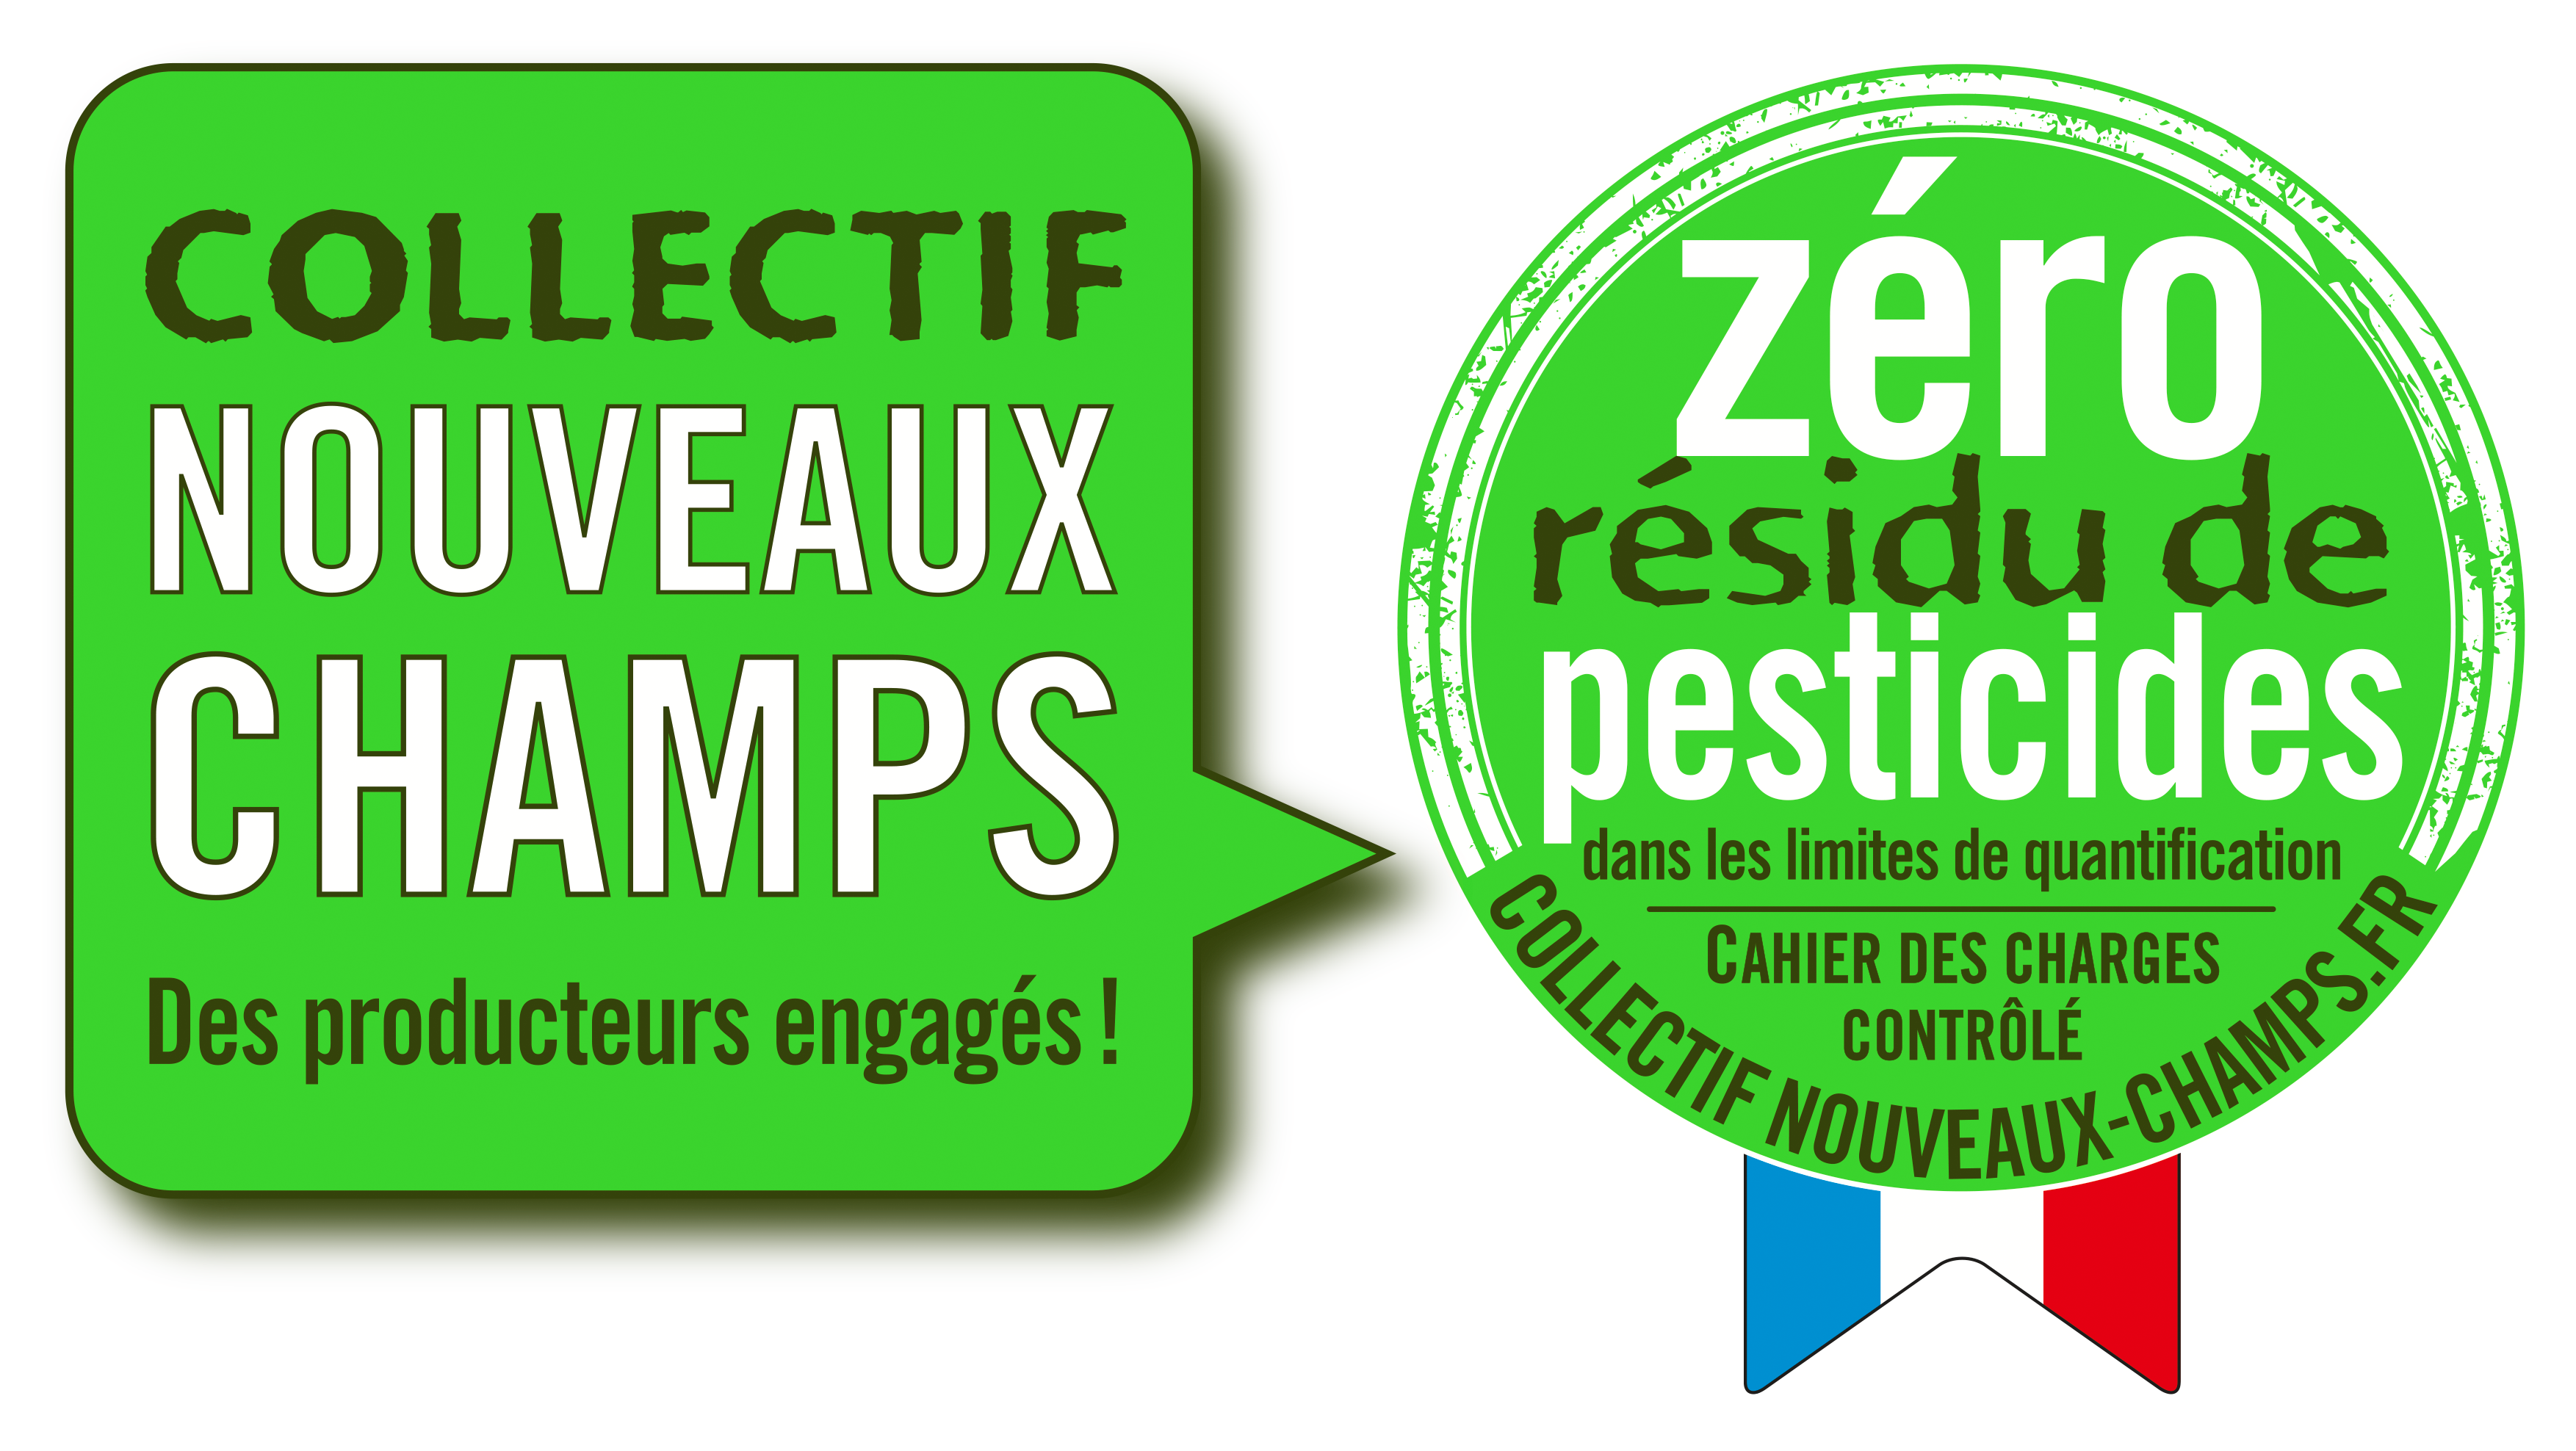 COLLECTIF
NOUVEAUX
CHAMPS
Des producteurs engagés !
zéro
résidu de
pesticides
dans les limites de quantification
CAHIER DES CHARGES
CONTRÔLÉ
COLLECTIF NOUVEAUX-CHAMPS.FR